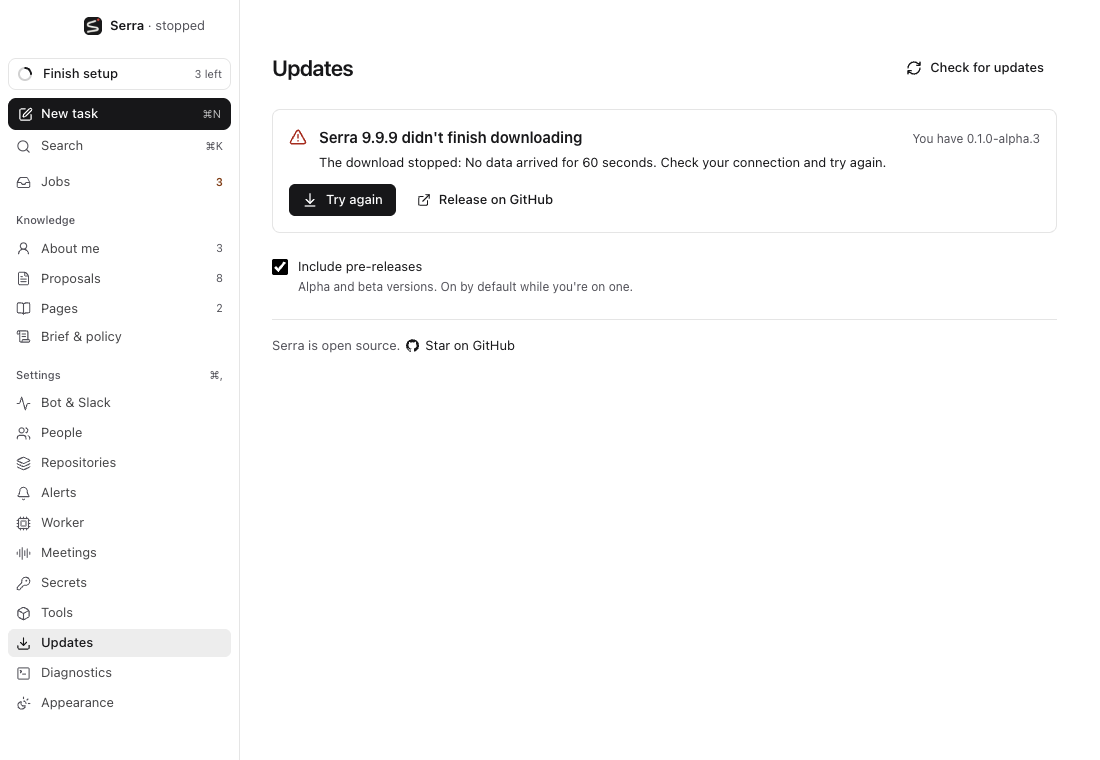 Serra · stopped
Finish setup 3 left
New task ⌘N
Search ⌘K
Jobs 3
Knowledge
About me 3
Proposals 8
Pages 2
Brief & policy
Settings ⌘,
Bot & Slack
People
Repositories
Alerts
Worker
Meetings
Secrets
Tools
Updates
Diagnostics
Appearance
Updates
Check for updates
Serra 9.9.9 didn't finish downloading
You have 0.1.0-alpha.3
The download stopped: No data arrived for 60 seconds. Check your connection and try again.
Try again
Release on GitHub
Include pre-releases
Alpha and beta versions. On by default while you're on one.
Serra is open source. Star on GitHub